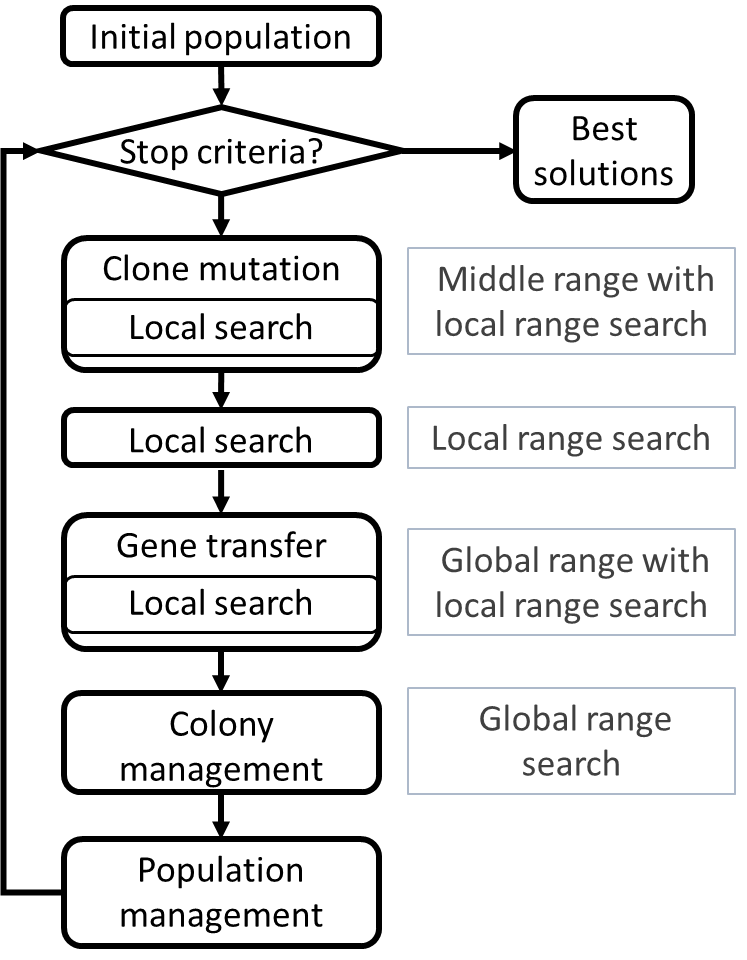 Initial population
Stop criteria?
Best
solutions
Clone mutation
Local search
Middle range with
local range search
Local search
Local range search
Gene transfer
Local search
Global range with
local range search
Colony
management
Global range
search
Population
management